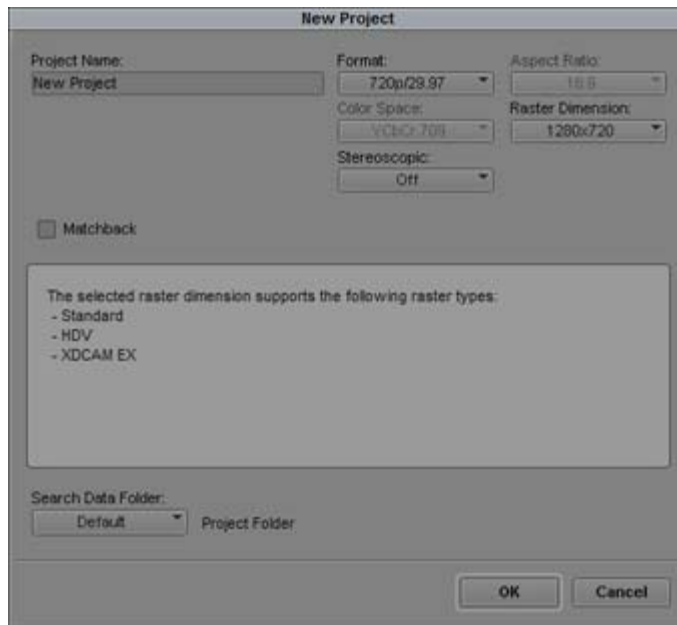 New Project
Project Name:
New Project
Format:
720p/29.97
Aspect Ratio:
16:9
Color Space:
YCbCr 709
Raster Dimension:
1280x720
Stereoscopic:
Off
Matchback
The selected raster dimension supports the following raster types:
- Standard
- HDV
- XDCAM EX
Search Data Folder:
Default
Project Folder
OK
Cancel